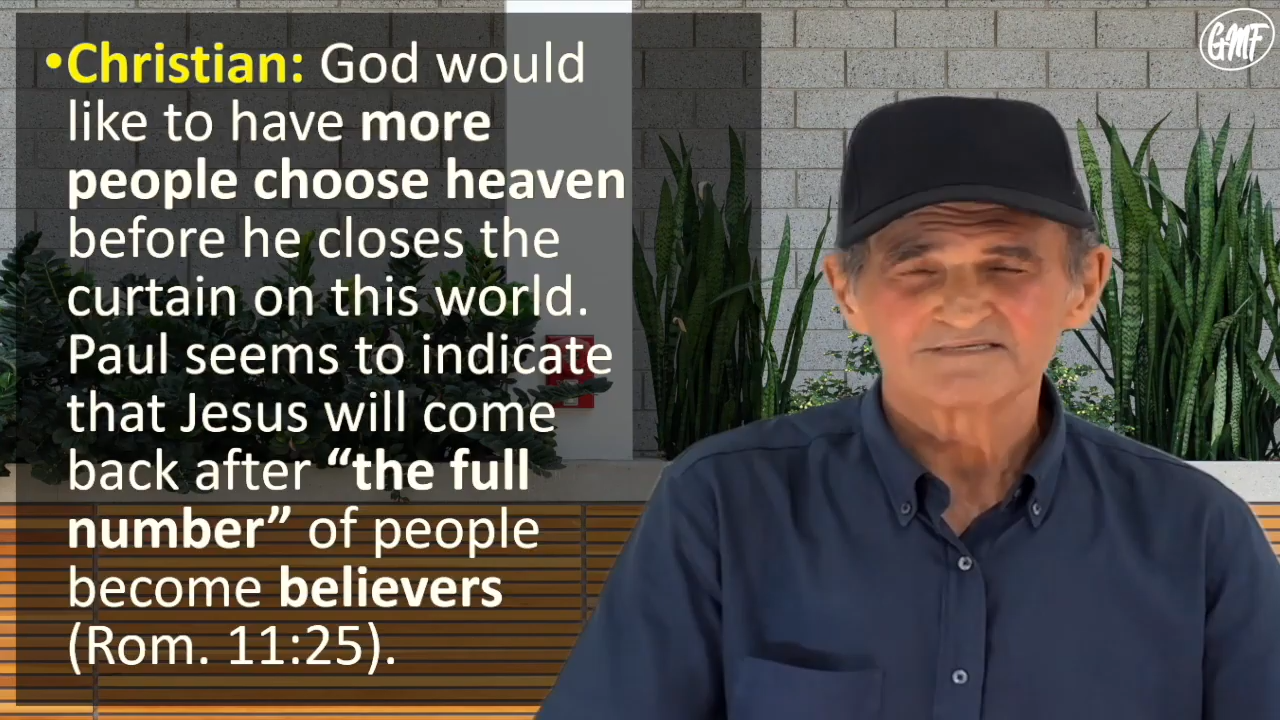 •Christian: God would
like to have more
people choose heaven
before he closes the
curtain on this world.
Paul seems to indicate
that Jesus will come
back after “the full
number” of people
become believers
(Rom. 11:25).
GMF